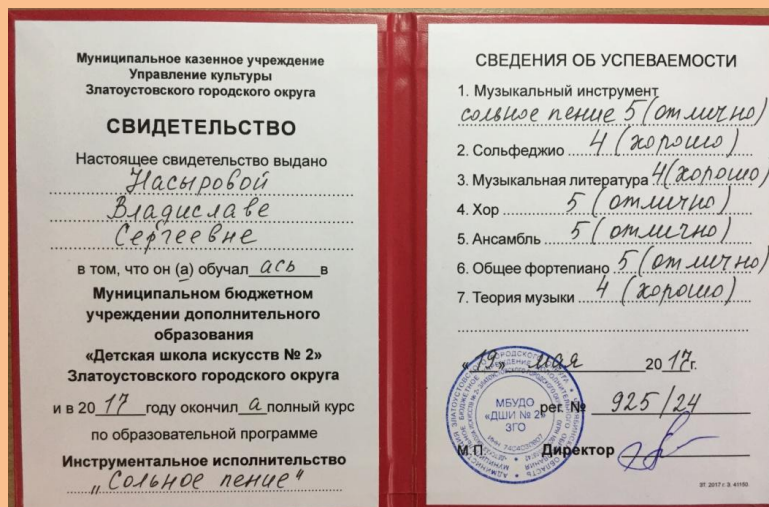 Муниципальное казенное учреждение
Управление культуры
Златоустовского городского округа
СВИДЕТЕЛЬСТВО
Настоящее свидетельство выдано
Насыровой
Владиславе
Сергеевне
в том, что он (а) обучал ась в
Муниципальном бюджетном
учреждении дополнительного
образования
«Детская школа искусств № 2»
Златоустовского городского округа
и в 20 17 году окончил а полный курс
по образовательной программе
Инструментальное исполнительство
„Сольное пение"
СВЕДЕНИЯ ОБ УСПЕВАЕМОСТИ
1. Музыкальный инструмент
сольное пение 5 (отлично)
2. Сольфеджио 4 (хорошо)
3. Музыкальная литература 4 (хорошо)
4. Хор 5 (отлично)
5. Ансамбль 5 (отлично)
6. Общее фортепиано 5 (отлично)
7. Теория музыки 4 (хорошо)
«19» мая 2017г.
МБУДО
«ДШИ № 2»
ЗГО
рег. № 925/24
М.П. Директор